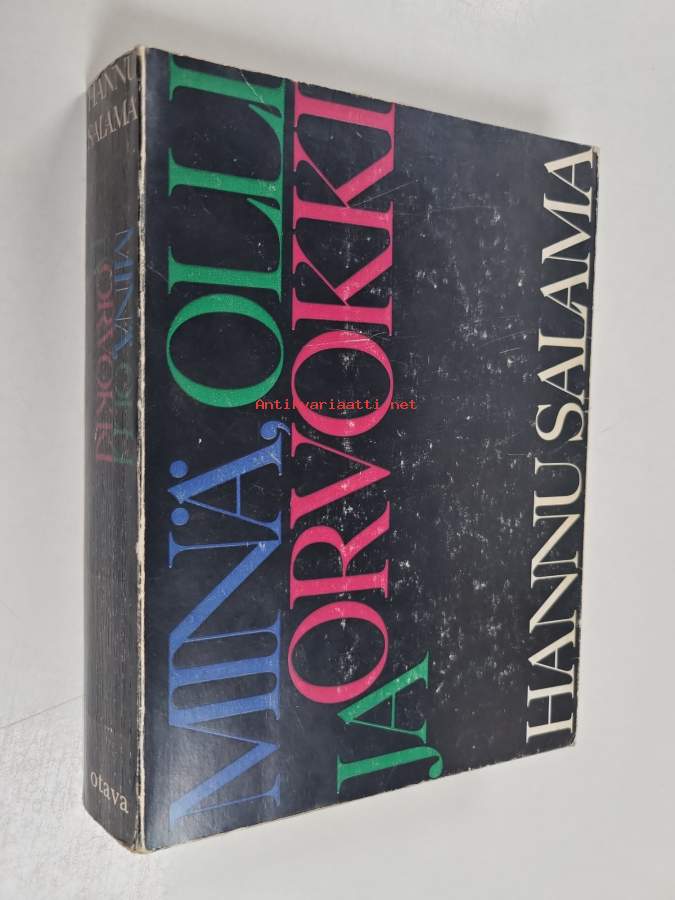 HANNU
SALAMA
MINÄ, OLLI
JA
ORVOKKI
otava
MINÄ, OLLI
JA ORVOKKI
HANNU SALAMA
Antikvariaatti.net